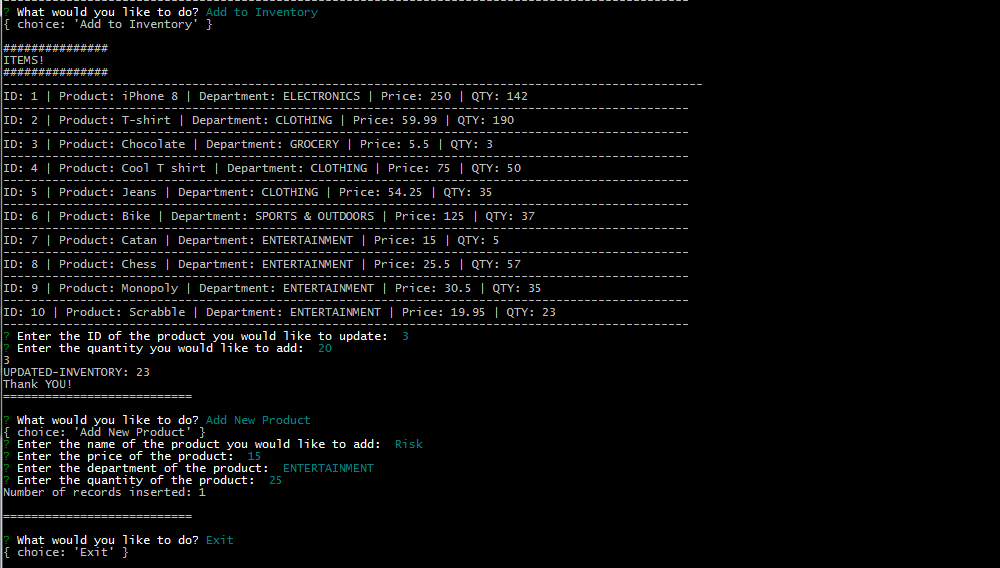 --------------------------------------------------------------------------------------------------
? What would you like to do? Add to Inventory
{ choice: 'Add to Inventory' }
###############
ITEMS!
###############
----------------------------------------------------------------------------------------------------
ID: 1 | Product: iPhone 8 | Department: ELECTRONICS | Price: 250 | QTY: 142
--------------------------------------------------------------------------------------------------
ID: 2 | Product: T-shirt | Department: CLOTHING | Price: 59.99 | QTY: 190
--------------------------------------------------------------------------------------------------
ID: 3 | Product: Chocolate | Department: GROCERY | Price: 5.5 | QTY: 3
--------------------------------------------------------------------------------------------------
ID: 4 | Product: Cool T shirt | Department: CLOTHING | Price: 75 | QTY: 50
--------------------------------------------------------------------------------------------------
ID: 5 | Product: Jeans | Department: CLOTHING | Price: 54.25 | QTY: 35
--------------------------------------------------------------------------------------------------
ID: 6 | Product: Bike | Department: SPORTS & OUTDOORS | Price: 125 | QTY: 37
--------------------------------------------------------------------------------------------------
ID: 7 | Product: Catan | Department: ENTERTAINMENT | Price: 15 | QTY: 5
--------------------------------------------------------------------------------------------------
ID: 8 | Product: Chess | Department: ENTERTAINMENT | Price: 25.5 | QTY: 57
--------------------------------------------------------------------------------------------------
ID: 9 | Product: Monopoly | Department: ENTERTAINMENT | Price: 30.5 | QTY: 35
--------------------------------------------------------------------------------------------------
ID: 10 | Product: Scrabble | Department: ENTERTAINMENT | Price: 19.95 | QTY: 23
--------------------------------------------------------------------------------------------------
? Enter the ID of the product you would like to update:  3
? Enter the quantity you would like to add:  20
3
UPDATED-INVENTORY: 23
Thank YOU!
===========================
? What would you like to do? Add New Product
{ choice: 'Add New Product' }
? Enter the name of the product you would like to add:  Risk
? Enter the price of the product:  15
? Enter the department of the product:  ENTERTAINMENT
? Enter the quantity of the product:  25
Number of records inserted: 1
===========================
? What would you like to do? Exit
{ choice: 'Exit' }